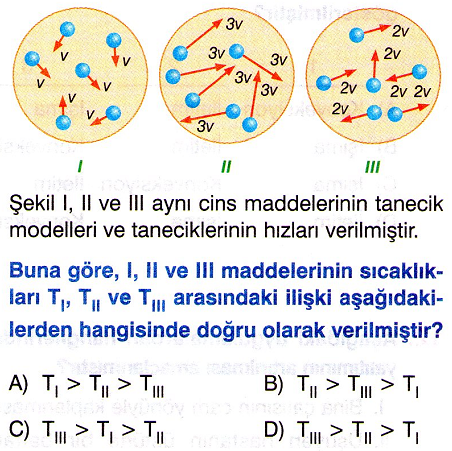 3v 2v
v v 3v 2v
v v 3v 3v 2v 2v
v v 3v 3v 2v 2v
I II III
Şekil I, II ve III aynı cins maddelerinin tanecik
modelleri ve taneciklerinin hızları verilmiştir.
Buna göre, I, II ve III maddelerinin sıcaklık-
ları T_I, T_II ve T_III arasındaki ilişki aşağıdaki-
lerden hangisinde doğru olarak verilmiştir?
A) T_I > T_II > T_III B) T_II > T_III > T_I
C) T_III > T_I > T_II D) T_III > T_II > T_I